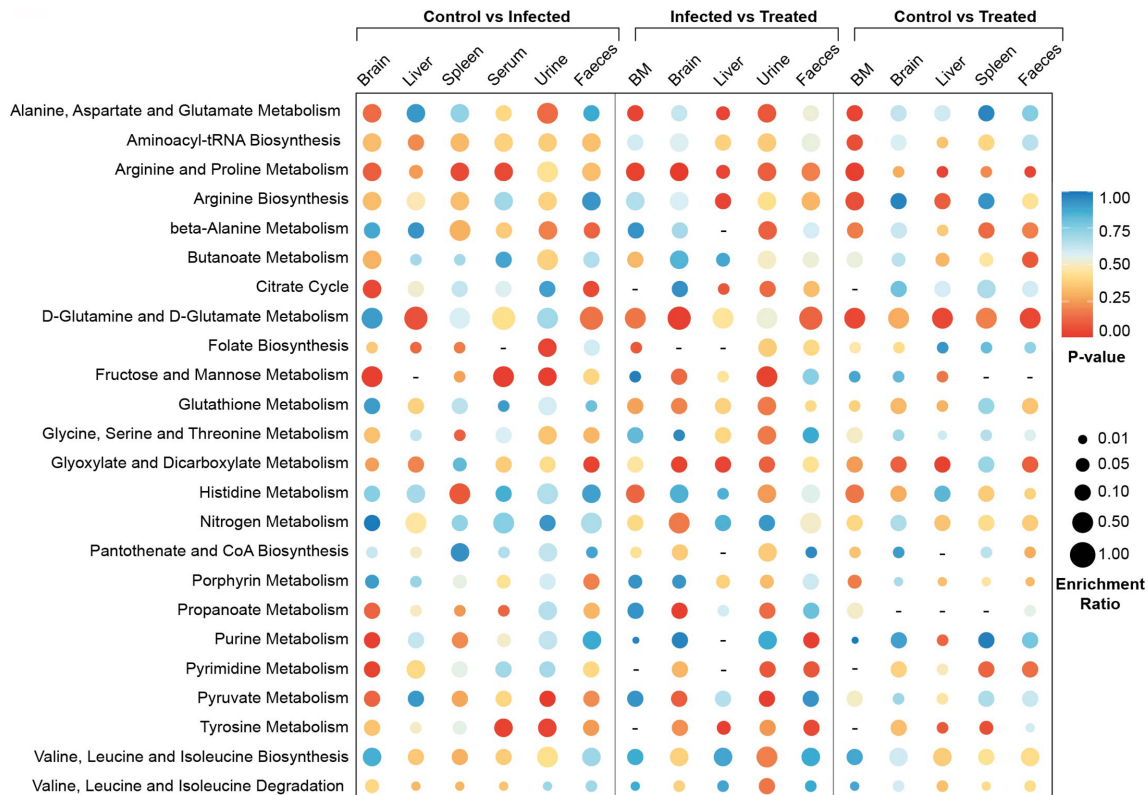 Control vs Infected
Infected vs Treated
Control vs Treated
Brain Liver Spleen Serum Urine Faeces BM Brain Liver Urine Faeces BM Brain Liver Spleen Faeces
Alanine, Aspartate and Glutamate Metabolism
Aminoacyl-tRNA Biosynthesis
Arginine and Proline Metabolism
Arginine Biosynthesis
beta-Alanine Metabolism -
Butanoate Metabolism
Citrate Cycle - -
D-Glutamine and D-Glutamate Metabolism
Folate Biosynthesis - - -
Fructose and Mannose Metabolism - - -
Glutathione Metabolism
Glycine, Serine and Threonine Metabolism
Glyoxylate and Dicarboxylate Metabolism
Histidine Metabolism
Nitrogen Metabolism
Pantothenate and CoA Biosynthesis - -
Porphyrin Metabolism
Propanoate Metabolism - - -
Purine Metabolism -
Pyrimidine Metabolism - - -
Pyruvate Metabolism
Tyrosine Metabolism - -
Valine, Leucine and Isoleucine Biosynthesis
Valine, Leucine and Isoleucine Degradation
1.00
0.75
0.50
0.25
0.00
P-value
0.01
0.05
0.10
0.50
1.00
Enrichment
Ratio